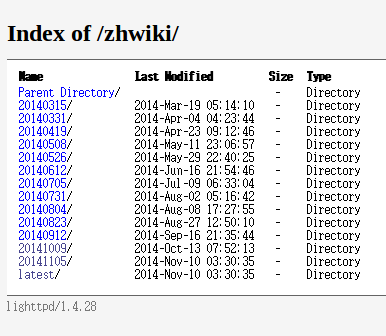 Index of /zhwiki/
Name Last Modified Size Type
Parent Directory/ - Directory
20140315/ 2014-Mar-19 05:14:10 - Directory
20140331/ 2014-Apr-04 04:23:44 - Directory
20140419/ 2014-Apr-23 09:12:46 - Directory
20140508/ 2014-May-11 23:06:57 - Directory
20140526/ 2014-May-29 22:40:25 - Directory
20140612/ 2014-Jun-16 21:54:46 - Directory
20140705/ 2014-Jul-09 06:33:04 - Directory
20140731/ 2014-Aug-02 05:16:42 - Directory
20140804/ 2014-Aug-08 17:27:55 - Directory
20140823/ 2014-Aug-27 12:50:10 - Directory
20140912/ 2014-Sep-16 21:35:44 - Directory
20141009/ 2014-Oct-13 07:52:13 - Directory
20141105/ 2014-Nov-10 03:30:35 - Directory
latest/ 2014-Nov-10 03:30:35 - Directory
lighttpd/1.4.28